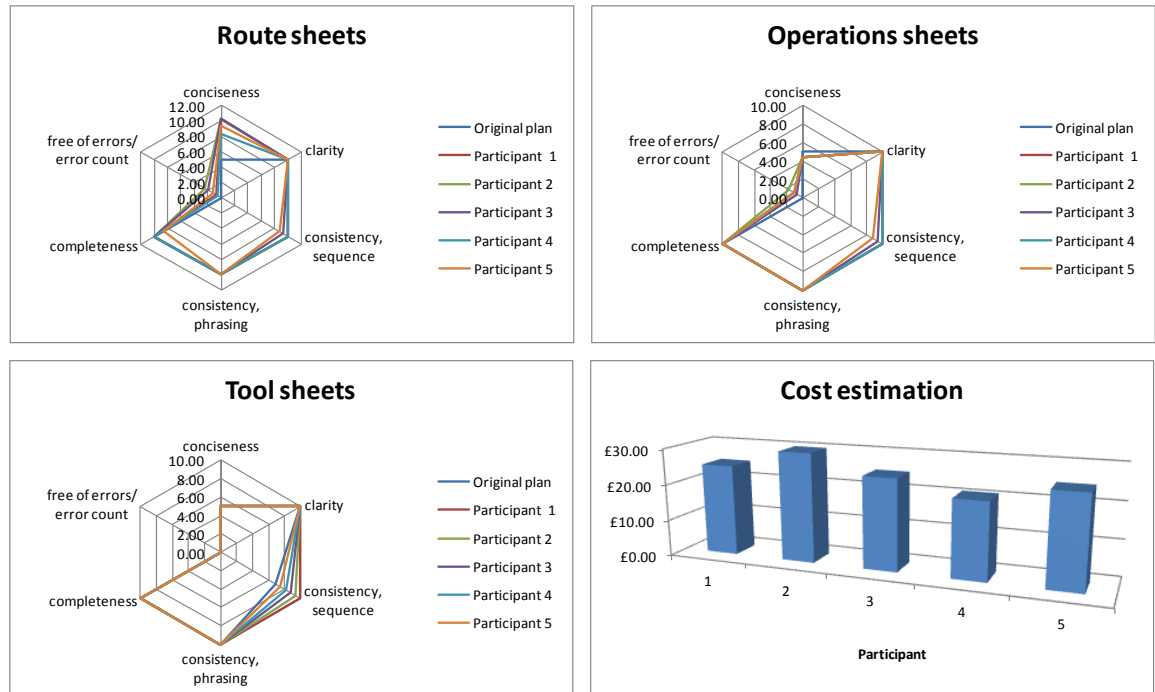 Route sheets
conciseness
12.00
10.00
8.00
6.00
4.00
2.00
0.00
free of errors/
error count
clarity
completeness
consistency,
sequence
consistency,
phrasing
Original plan
Participant 1
Participant 2
Participant 3
Participant 4
Participant 5
Operations sheets
conciseness
10.00
8.00
6.00
4.00
2.00
0.00
free of errors/
error count
clarity
completeness
consistency,
sequence
consistency,
phrasing
Original plan
Participant 1
Participant 2
Participant 3
Participant 4
Participant 5
Tool sheets
conciseness
10.00
8.00
6.00
4.00
2.00
0.00
free of errors/
error count
clarity
completeness
consistency,
sequence
consistency,
phrasing
Original plan
Participant 1
Participant 2
Participant 3
Participant 4
Participant 5
Cost estimation
£30.00
£20.00
£10.00
£0.00
1
2
3
4
5
Participant